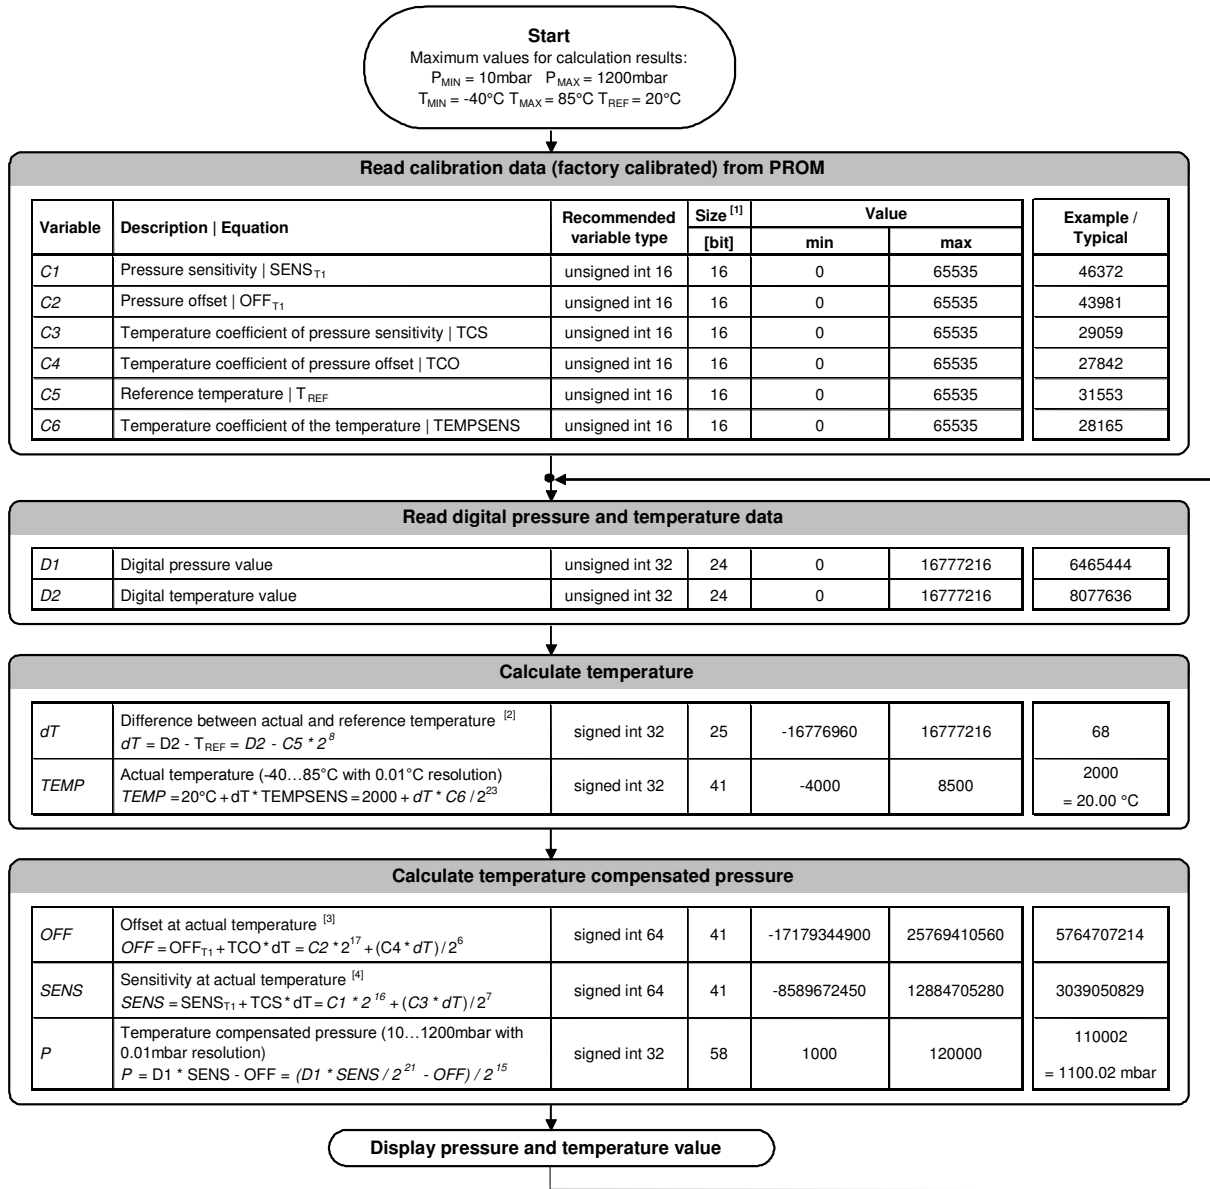 Start
Maximum values for calculation results:
PMIN = 10mbar PMAX = 1200mbar
TMIN = -40°C TMAX = 85°C TREF = 20°C
Read calibration data (factory calibrated) from PROM
Variable Description | Equation Recommended variable type Size [1] [bit] Value min max Example / Typical
C1 Pressure sensitivity | SENST1 unsigned int 16 16 0 65535 46372
C2 Pressure offset | OFFT1 unsigned int 16 16 0 65535 43981
C3 Temperature coefficient of pressure sensitivity | TCS unsigned int 16 16 0 65535 29059
C4 Temperature coefficient of pressure offset | TCO unsigned int 16 16 0 65535 27842
C5 Reference temperature | TREF unsigned int 16 16 0 65535 31553
C6 Temperature coefficient of the temperature | TEMPSENS unsigned int 16 16 0 65535 28165
Read digital pressure and temperature data
D1 Digital pressure value unsigned int 32 24 0 16777216 6465444
D2 Digital temperature value unsigned int 32 24 0 16777216 8077636
Calculate temperature
Difference between actual and reference temperature [2]
dT signed int 32 25 -16776960 16777216 68
dT = D2 - TREF = D2 - C5 * 2^8
Actual temperature (-40…85°C with 0.01°C resolution) 2000
TEMP signed int 32 41 -4000 8500
TEMP = 20°C + dT * TEMPSENS = 2000 + dT * C6 / 2^23 = 20.00 °C
Calculate temperature compensated pressure
Offset at actual temperature [3]
OFF signed int 64 41 -17179344900 25769410560 5764707214
OFF = OFFT1 + TCO * dT = C2 * 2^17 + (C4 * dT) / 2^6
Sensitivity at actual temperature [4]
SENS signed int 64 41 -8589672450 12884705280 3039050829
SENS = SENST1 + TCS * dT = C1 * 2^16 + (C3 * dT) / 2^7
Temperature compensated pressure (10…1200mbar with 110002
0.01mbar resolution)
P signed int 32 58 1000 120000
P = D1 * SENS - OFF = (D1 * SENS / 2^21 - OFF) / 2^15 = 1100.02 mbar
Display pressure and temperature value